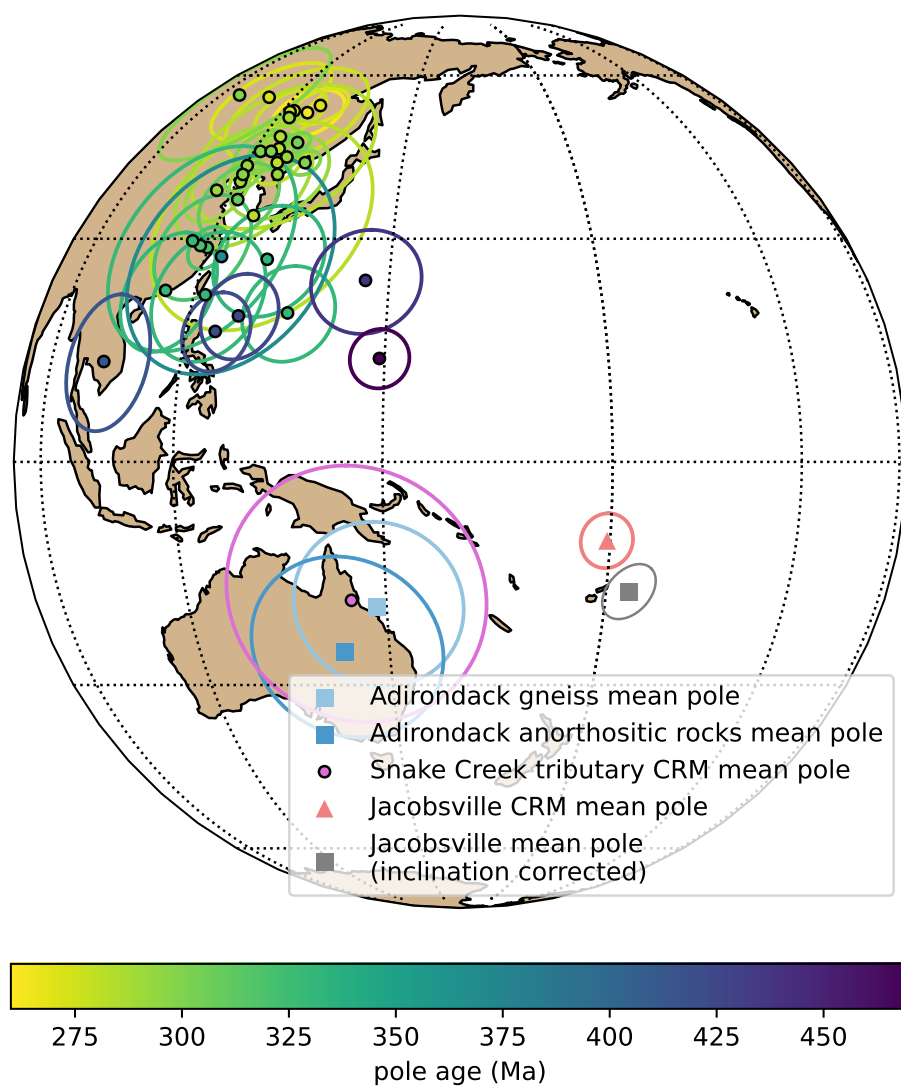 Adirondack gneiss mean pole
Adirondack anorthositic rocks mean pole
Snake Creek tributary CRM mean pole
Jacobsville CRM mean pole
Jacobsville mean pole
(inclination corrected)
275 300 325 350 375 400 425 450
pole age (Ma)